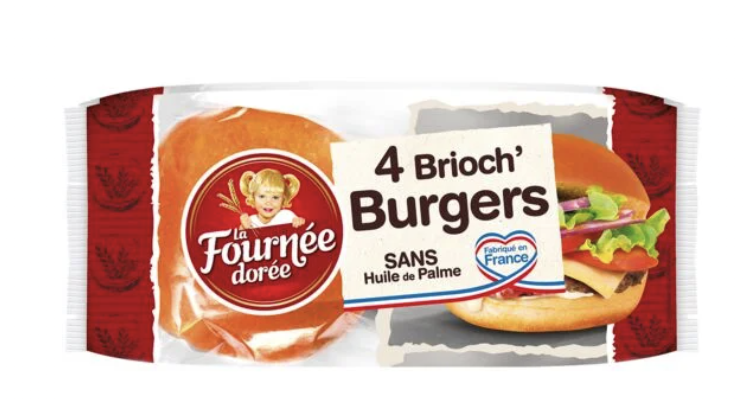 la
Fournée
dorée
4 Brioch'
Burgers
SANS
Huile de Palme
Fabriqué en
France